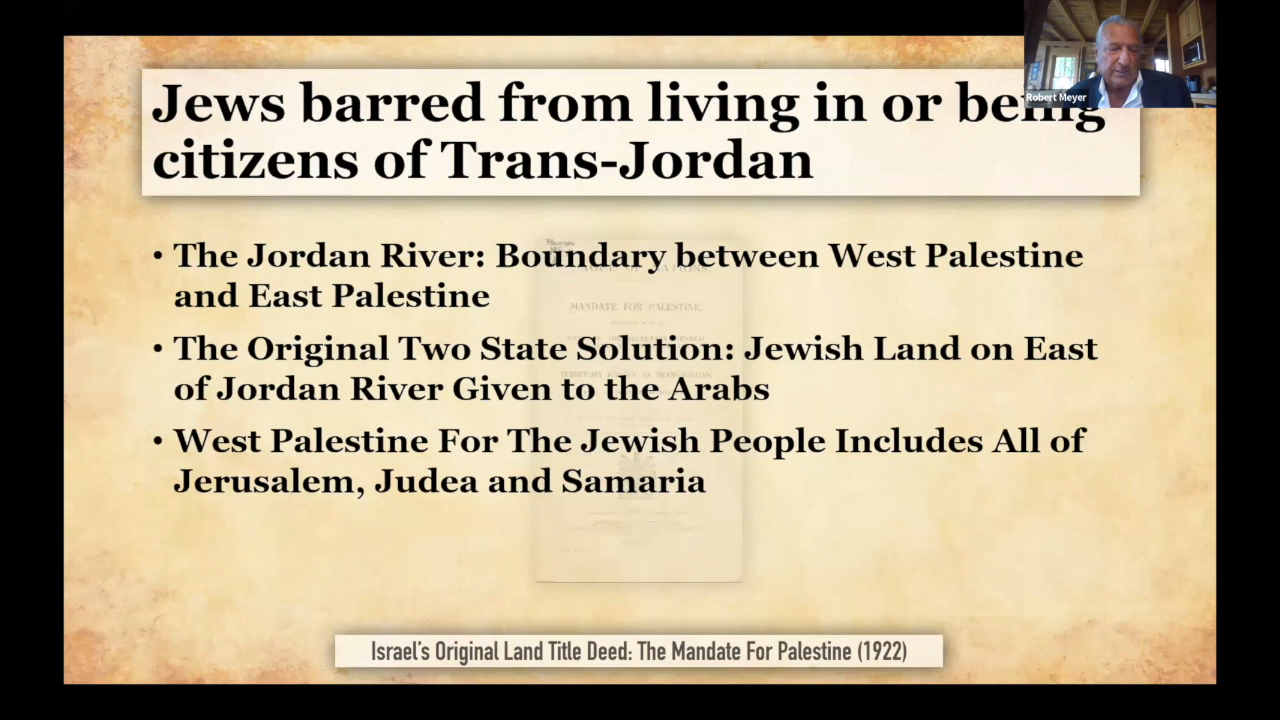 Robert Meyer
Jews barred from living in or being
citizens of Trans-Jordan
• The Jordan River: Boundary between West Palestine
and East Palestine
• The Original Two State Solution: Jewish Land on East
of Jordan River Given to the Arabs
• West Palestine For The Jewish People Includes All of
Jerusalem, Judea and Samaria
MANDATE FOR PALESTINE,
Israel's Original Land Title Deed: The Mandate For Palestine (1922)